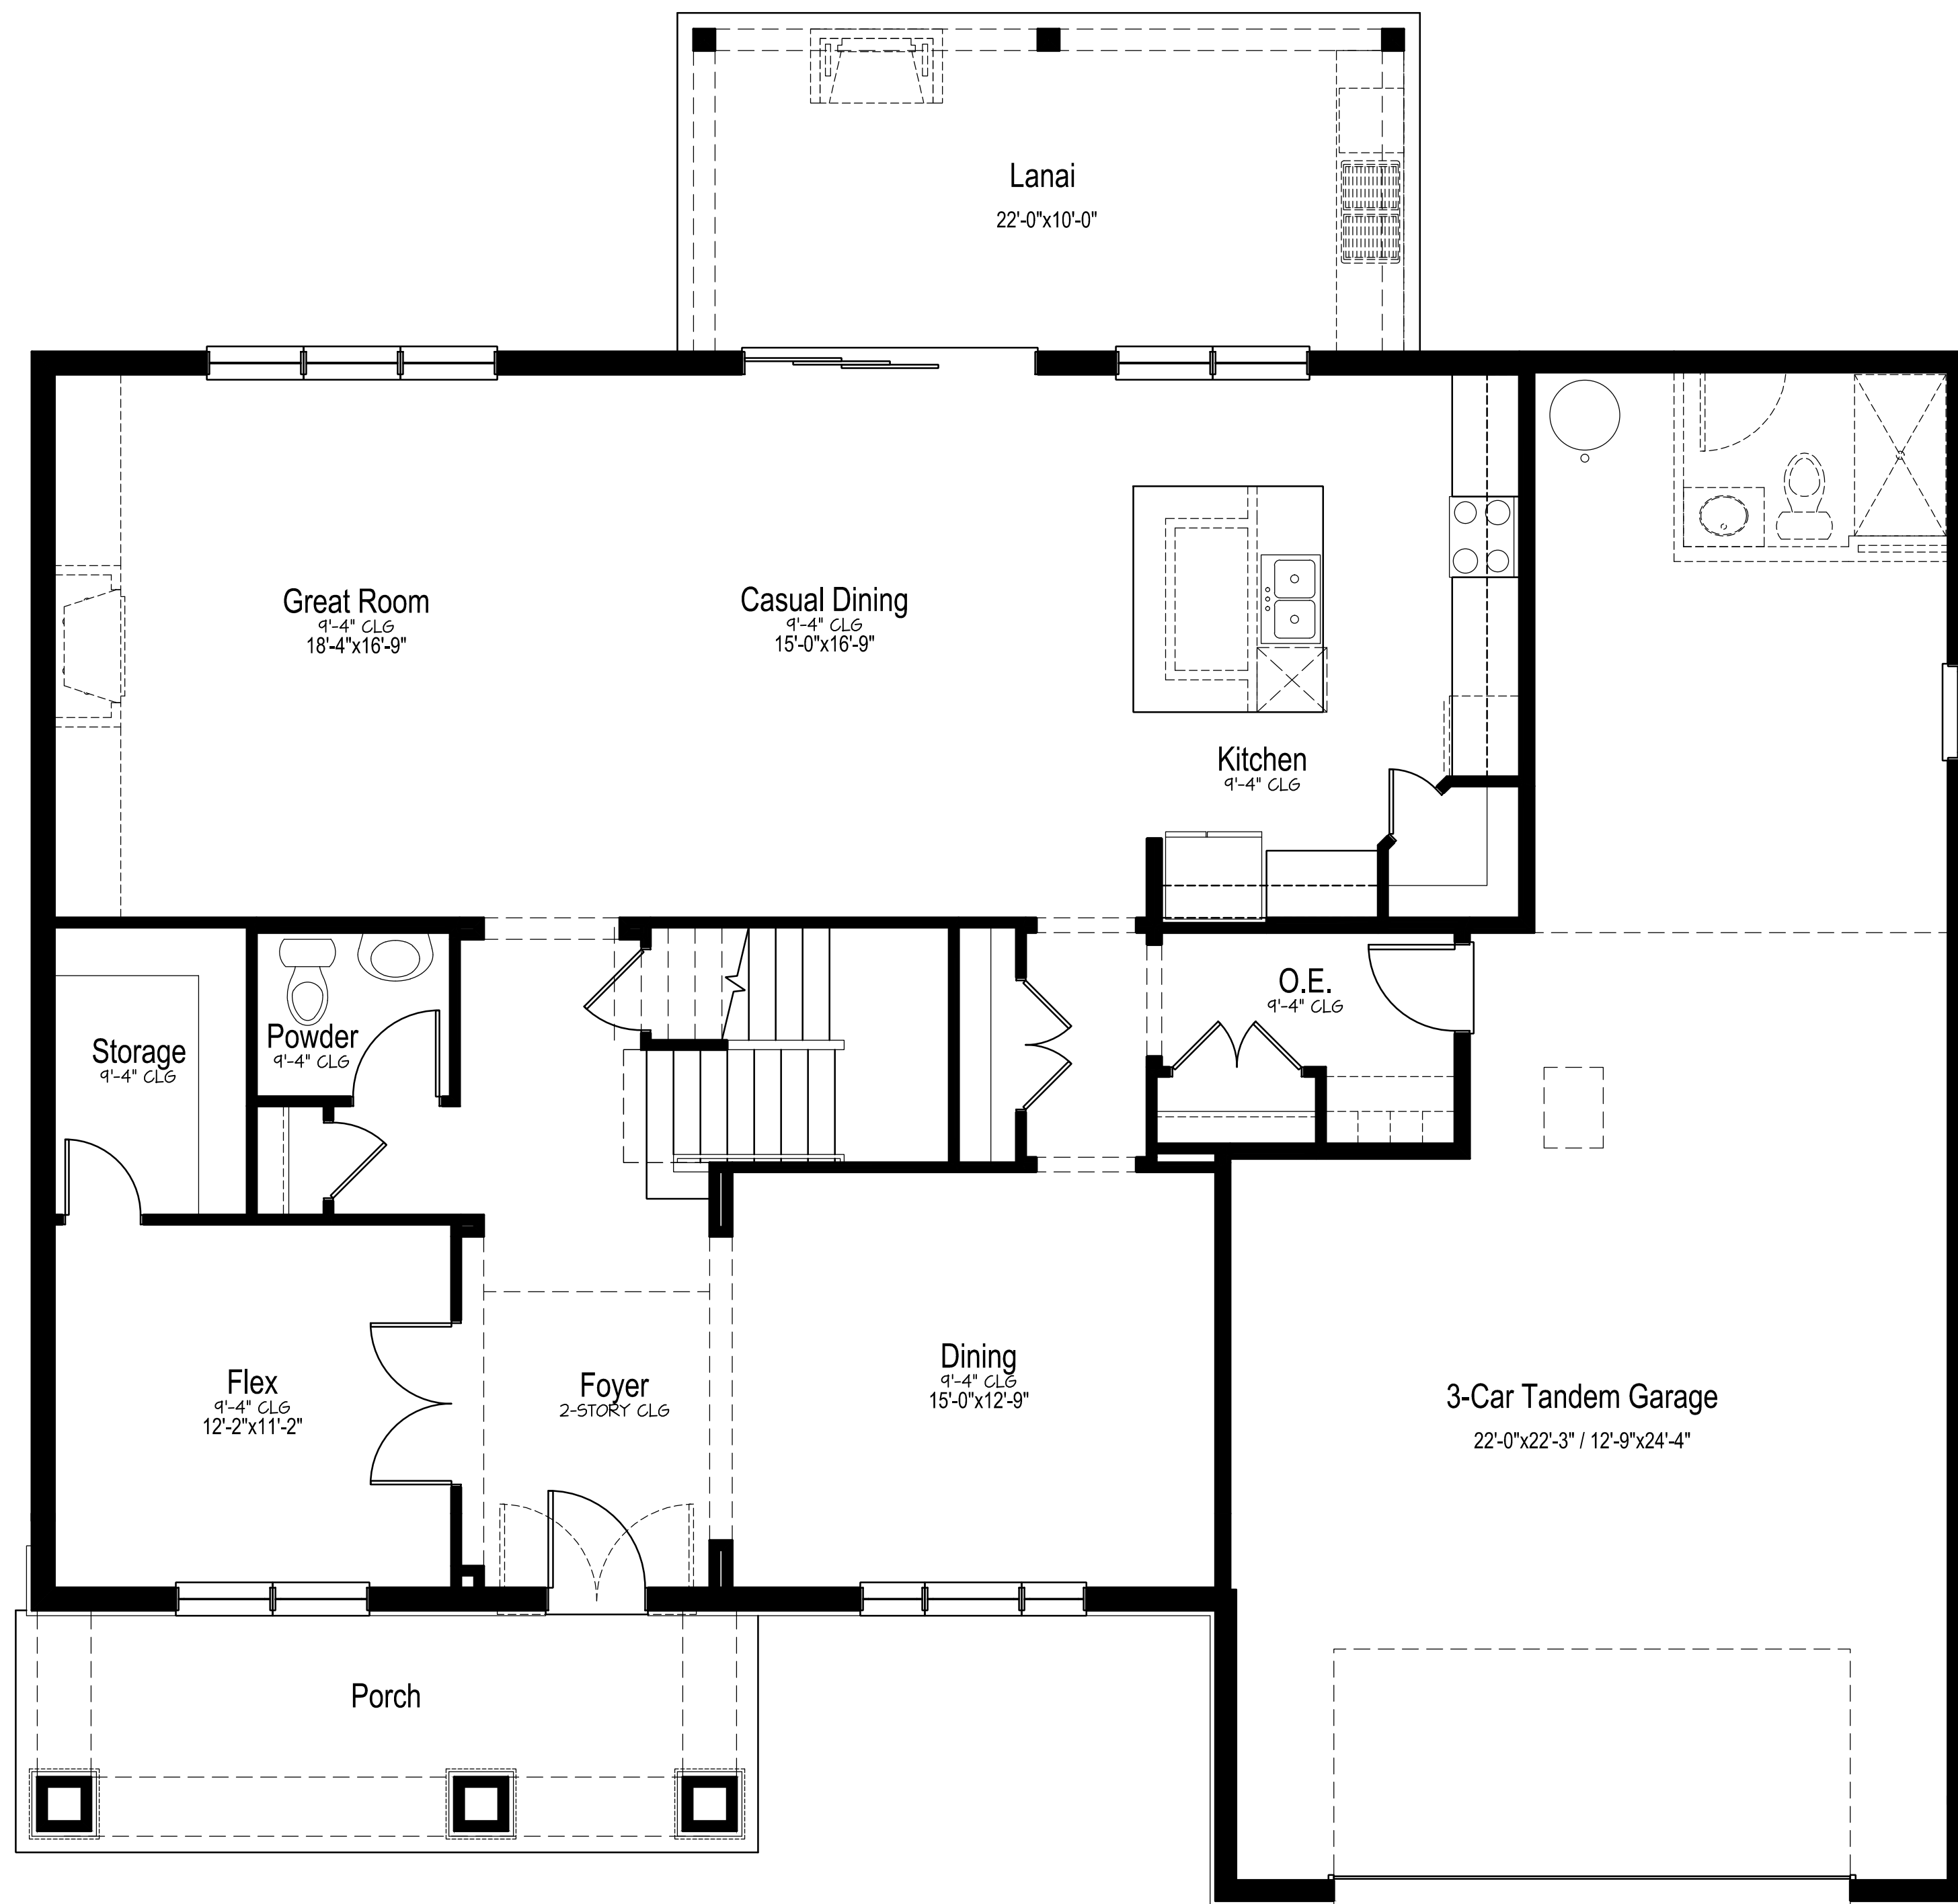 Lanai
22'-0"x10'-0"
Great Room
9'-4" CLG
18'-4"x16'-9"
Casual Dining
9'-4" CLG
15'-0"x16'-9"
Kitchen
9'-4" CLG
O.E.
9'-4" CLG
Powder
9'-4" CLG
Storage
9'-4" CLG
Flex
9'-4" CLG
12'-2"x11'-2"
Foyer
2-STORY CLG
Dining
9'-4" CLG
15'-0"x12'-9"
3-Car Tandem Garage
22'-0"x22'-3" / 12'-9"x24'-4"
Porch